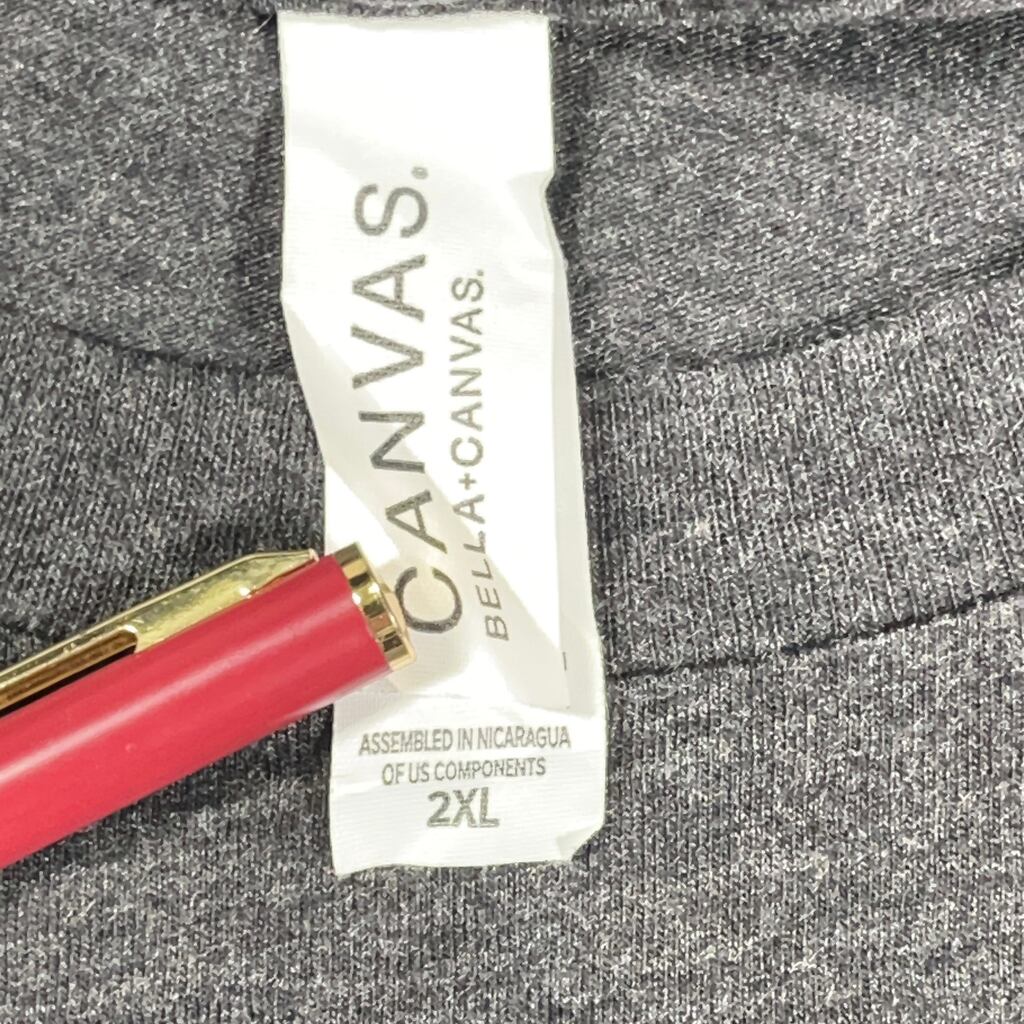 CANVAS.
BELLA+CANVAS.
ASSEMBLED IN NICARAGUA
OF US COMPONENTS
2XL